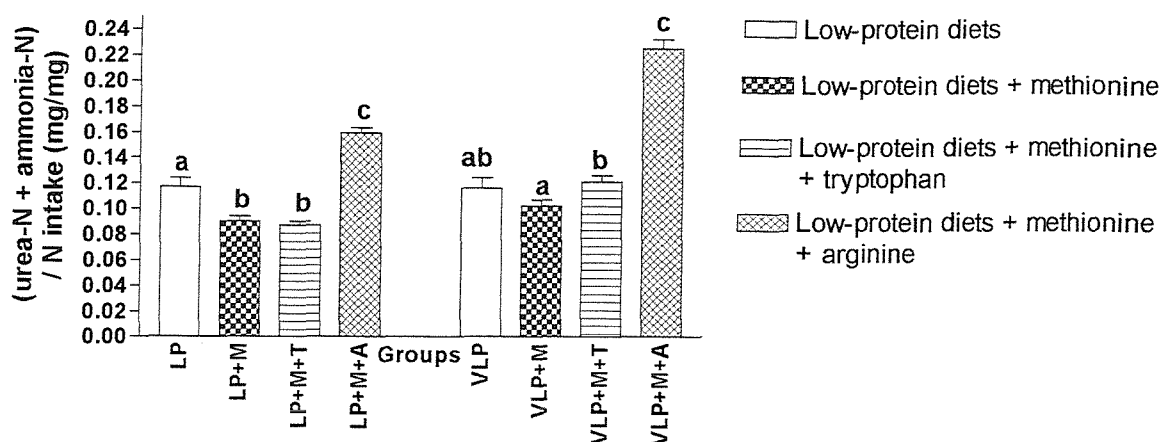 (urea-N + ammonia-N)
/ N intake (mg/mg)
0.24
0.22
0.20
0.18
0.16
0.14
0.12
0.10
0.08
0.06
0.04
0.02
0.00
a
b
b
c
ab
a
b
c
LP
LP+M
LP+M+T
LP+M+A
Groups
VLP
VLP+M
VLP+M+T
VLP+M+A
Low-protein diets
Low-protein diets + methionine
Low-protein diets + methionine
+ tryptophan
Low-protein diets + methionine
+ arginine